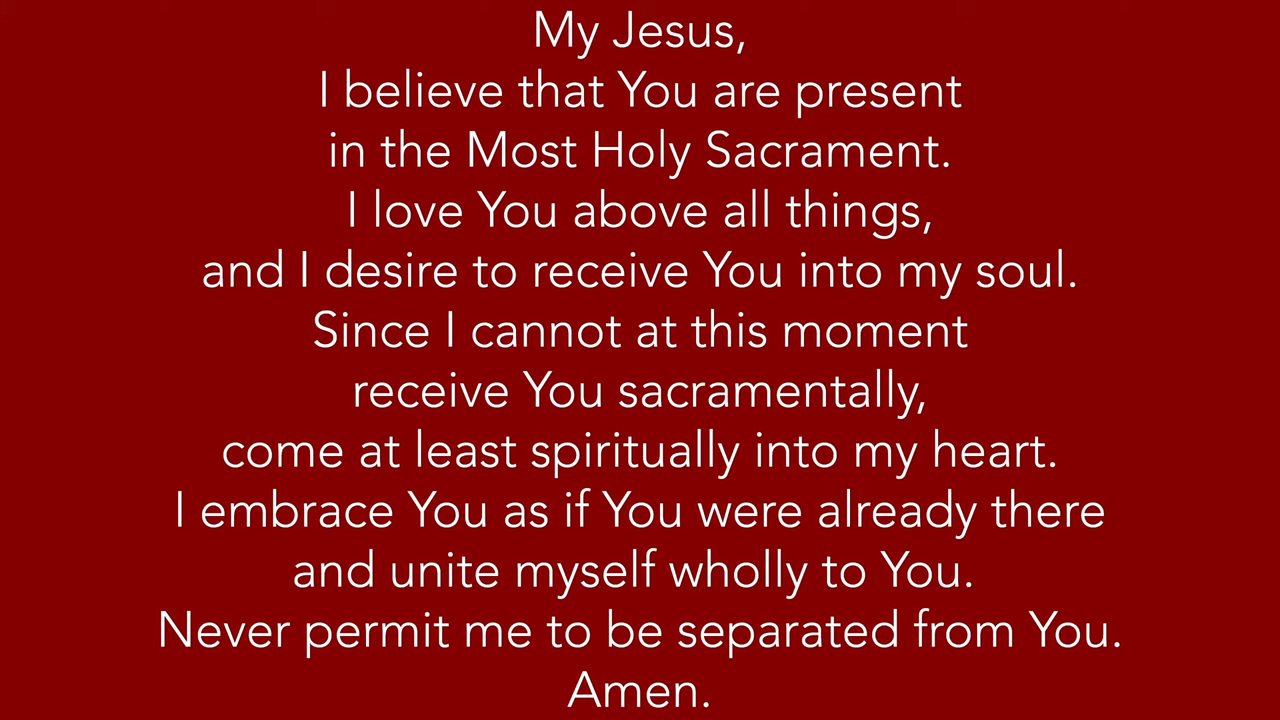 My Jesus,
I believe that You are present
in the Most Holy Sacrament.
I love You above all things,
and I desire to receive You into my soul.
Since I cannot at this moment
receive You sacramentally,
come at least spiritually into my heart.
I embrace You as if You were already there
and unite myself wholly to You.
Never permit me to be separated from You.
Amen.